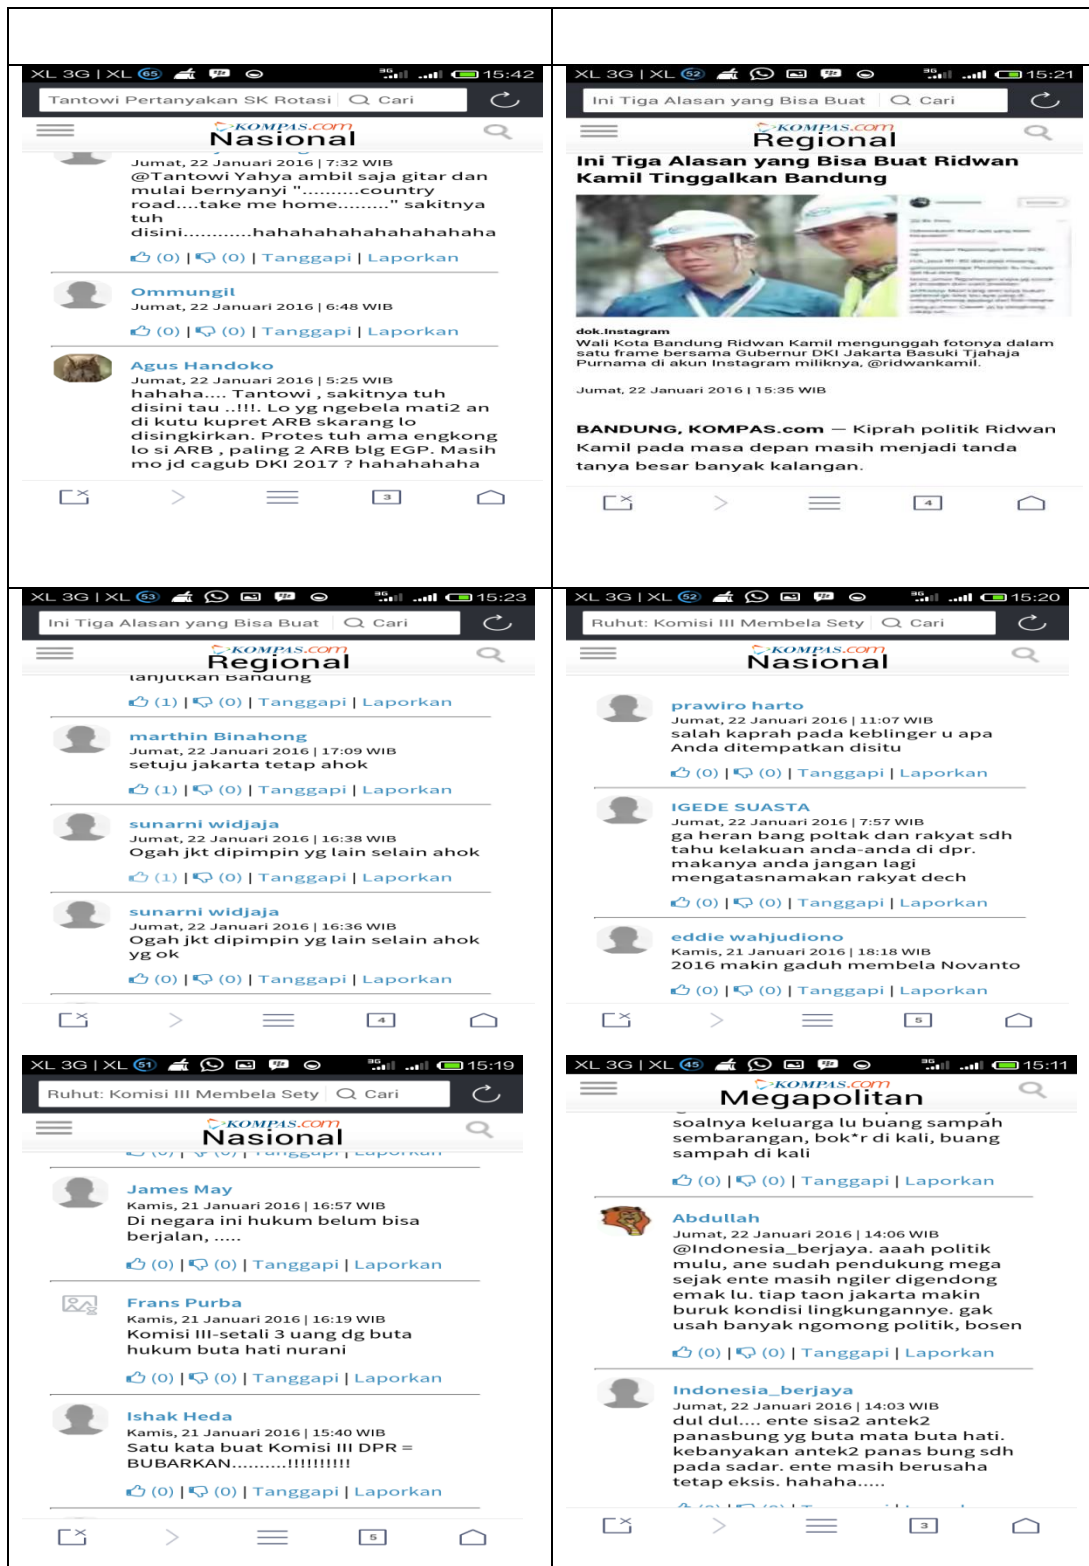 XL 3G | XL 65 3G 15:42
Tantowi Pertanyakan SK Rotasi Cari
KOMPAS.com
Nasional
Jumat, 22 Januari 2016 | 7:32 WIB
@Tantowi Yahya ambil saja gitar dan
mulai bernyanyi "..........country
road....take me home........." sakitnya
tuh
disini............hahahahahahahahahaha
(0) | (0) | Tanggapi | Laporkan
Ommungil
Jumat, 22 Januari 2016 | 6:48 WIB
(0) | (0) | Tanggapi | Laporkan
Agus Handoko
Jumat, 22 Januari 2016 | 5:25 WIB
hahaha.... Tantowi , sakitnya tuh
disini tau ..!!!. Lo yg ngebela mati2 an
di kutu kupret ARB skarang lo
disingkirkan. Protes tuh ama engkong
lo si ARB , paling 2 ARB blg EGP. Masih
mo jd cagub DKI 2017 ? hahahahaha
3
XL 3G | XL 52 3G 15:21
Ini Tiga Alasan yang Bisa Buat Cari
KOMPAS.com
Regional
Ini Tiga Alasan yang Bisa Buat Ridwan
Kamil Tinggalkan Bandung
dok.Instagram
Wali Kota Bandung Ridwan Kamil mengunggah fotonya dalam
satu frame bersama Gubernur DKI Jakarta Basuki Tjahaja
Purnama di akun Instagram miliknya, @ridwankamil.
Jumat, 22 Januari 2016 | 15:35 WIB
BANDUNG, KOMPAS.com — Kiprah politik Ridwan
Kamil pada masa depan masih menjadi tanda
tanya besar banyak kalangan.
4
XL 3G | XL 53 3G 15:23
Ini Tiga Alasan yang Bisa Buat Cari
KOMPAS.com
Regional
lanjutkan Bandung
(1) | (0) | Tanggapi | Laporkan
marthin Binahong
Jumat, 22 Januari 2016 | 17:09 WIB
setuju jakarta tetap ahok
(1) | (0) | Tanggapi | Laporkan
sunarni widjaja
Jumat, 22 Januari 2016 | 16:38 WIB
Ogah jkt dipimpin yg lain selain ahok
(1) | (0) | Tanggapi | Laporkan
sunarni widjaja
Jumat, 22 Januari 2016 | 16:36 WIB
Ogah jkt dipimpin yg lain selain ahok
yg ok
(0) | (0) | Tanggapi | Laporkan
4
XL 3G | XL 52 3G 15:20
Ruhut: Komisi III Membela Sety Cari
KOMPAS.com
Nasional
prawiro harto
Jumat, 22 Januari 2016 | 11:07 WIB
salah kaprah pada keblinger u apa
Anda ditempatkan disitu
(0) | (0) | Tanggapi | Laporkan
IGEDE SUASTA
Jumat, 22 Januari 2016 | 7:57 WIB
ga heran bang poltak dan rakyat sdh
tahu kelakuan anda-anda di dpr.
makanya anda jangan lagi
mengatasnamakan rakyat dech
(0) | (0) | Tanggapi | Laporkan
eddie wahjudiono
Kamis, 21 Januari 2016 | 18:18 WIB
2016 makin gaduh membela Novanto
(0) | (0) | Tanggapi | Laporkan
5
XL 3G | XL 51 3G 15:19
Ruhut: Komisi III Membela Sety Cari
KOMPAS.com
Nasional
(0) | (0) | Tanggapi | Laporkan
James May
Kamis, 21 Januari 2016 | 16:57 WIB
Di negara ini hukum belum bisa
berjalan, .....
(0) | (0) | Tanggapi | Laporkan
Frans Purba
Kamis, 21 Januari 2016 | 16:19 WIB
Komisi III-setali 3 uang dg buta
hukum buta hati nurani
(0) | (0) | Tanggapi | Laporkan
Ishak Heda
Kamis, 21 Januari 2016 | 15:40 WIB
Satu kata buat Komisi III DPR =
BUBARKAN..........!!!!!!!!!!
(0) | (0) | Tanggapi | Laporkan
5
XL 3G | XL 45 3G 15:11
KOMPAS.com
Megapolitan
soalnya keluarga lu buang sampah
sembarangan, bok*r di kali, buang
sampah di kali
(0) | (0) | Tanggapi | Laporkan
Abdullah
Jumat, 22 Januari 2016 | 14:06 WIB
@Indonesia_berjaya. aaah politik
mulu, ane sudah pendukung mega
sejak ente masih ngiler digendong
emak lu. tiap taon jakarta makin
buruk kondisi lingkungannye. gak
usah banyak ngomong politik, bosen
(0) | (0) | Tanggapi | Laporkan
Indonesia_berjaya
Jumat, 22 Januari 2016 | 14:03 WIB
dul dul.... ente sisa2 antek2
panasbung yg buta mata buta hati.
kebanyakan antek2 panas bung sdh
pada sadar. ente masih berusaha
tetap eksis. hahaha.....
3